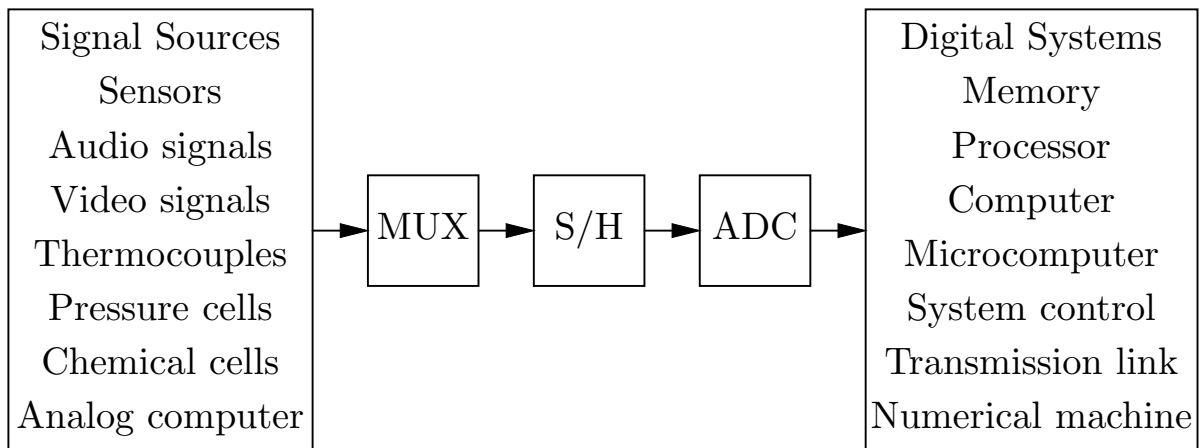 Signal Sources
Sensors
Audio signals
Video signals
Thermocouples
Pressure cells
Chemical cells
Analog computer
MUX
S/H
ADC
Digital Systems
Memory
Processor
Computer
Microcomputer
System control
Transmission link
Numerical machine